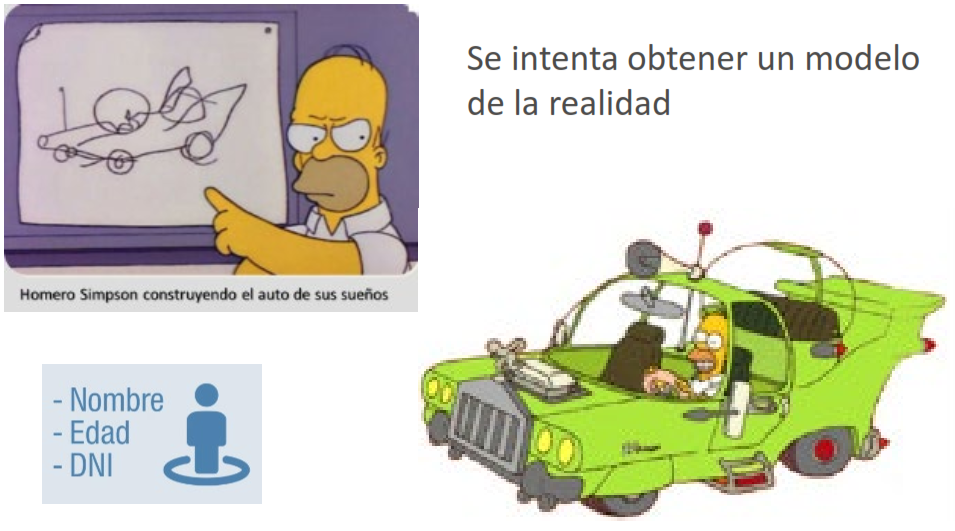 Se intenta obtener un modelo
de la realidad
Homero Simpson construyendo el auto de sus sueños
- Nombre
- Edad
- DNI